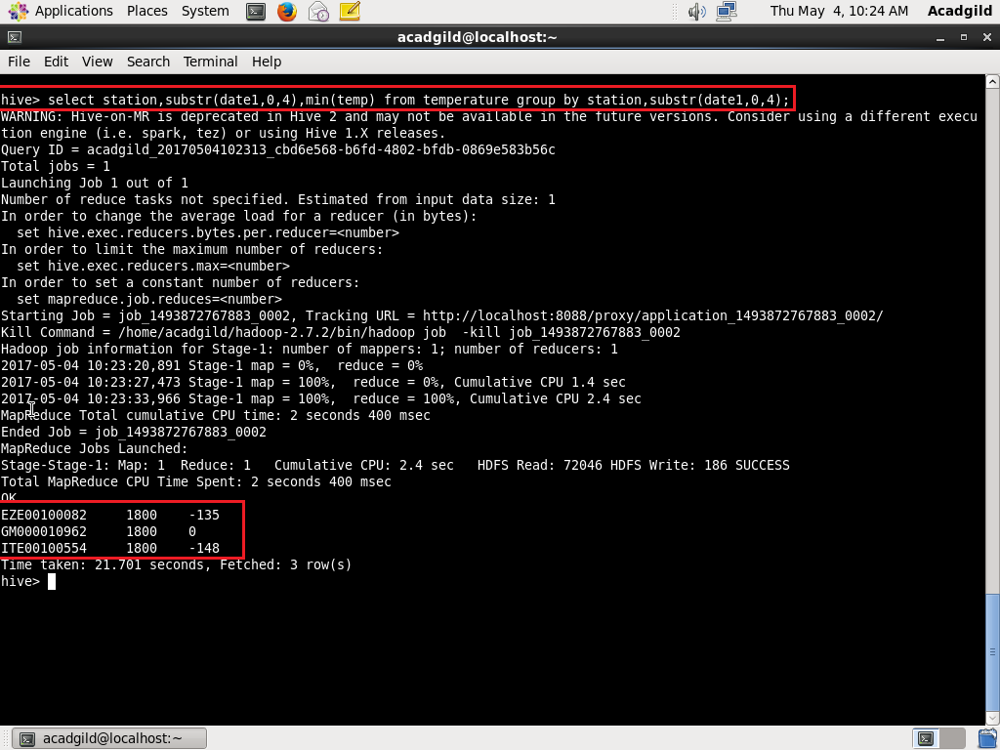 Applications Places System Thu May 4, 10:24 AM Acadgild
acadgild@localhost:~
File Edit View Search Terminal Help
hive> select station,substr(date1,0,4),min(temp) from temperature group by station,substr(date1,0,4);
WARNING: Hive-on-MR is deprecated in Hive 2 and may not be available in the future versions. Consider using a different execu
tion engine (i.e. spark, tez) or using Hive 1.X releases.
Query ID = acadgild_20170504102313_cbd6e568-b6fd-4802-bfdb-0869e583b56c
Total jobs = 1
Launching Job 1 out of 1
Number of reduce tasks not specified. Estimated from input data size: 1
In order to change the average load for a reducer (in bytes):
  set hive.exec.reducers.bytes.per.reducer=<number>
In order to limit the maximum number of reducers:
  set hive.exec.reducers.max=<number>
In order to set a constant number of reducers:
  set mapreduce.job.reduces=<number>
Starting Job = job_1493872767883_0002, Tracking URL = http://localhost:8088/proxy/application_1493872767883_0002/
Kill Command = /home/acadgild/hadoop-2.7.2/bin/hadoop job  -kill job_1493872767883_0002
Hadoop job information for Stage-1: number of mappers: 1; number of reducers: 1
2017-05-04 10:23:20,891 Stage-1 map = 0%,  reduce = 0%
2017-05-04 10:23:27,473 Stage-1 map = 100%,  reduce = 0%, Cumulative CPU 1.4 sec
2017-05-04 10:23:33,966 Stage-1 map = 100%,  reduce = 100%, Cumulative CPU 2.4 sec
MapReduce Total cumulative CPU time: 2 seconds 400 msec
Ended Job = job_1493872767883_0002
MapReduce Jobs Launched:
Stage-Stage-1: Map: 1  Reduce: 1   Cumulative CPU: 2.4 sec   HDFS Read: 72046 HDFS Write: 186 SUCCESS
Total MapReduce CPU Time Spent: 2 seconds 400 msec
OK
EZE00100082     1800    -135
GM000010962     1800    0
ITE00100554     1800    -148
Time taken: 21.701 seconds, Fetched: 3 row(s)
hive>
acadgild@localhost:~